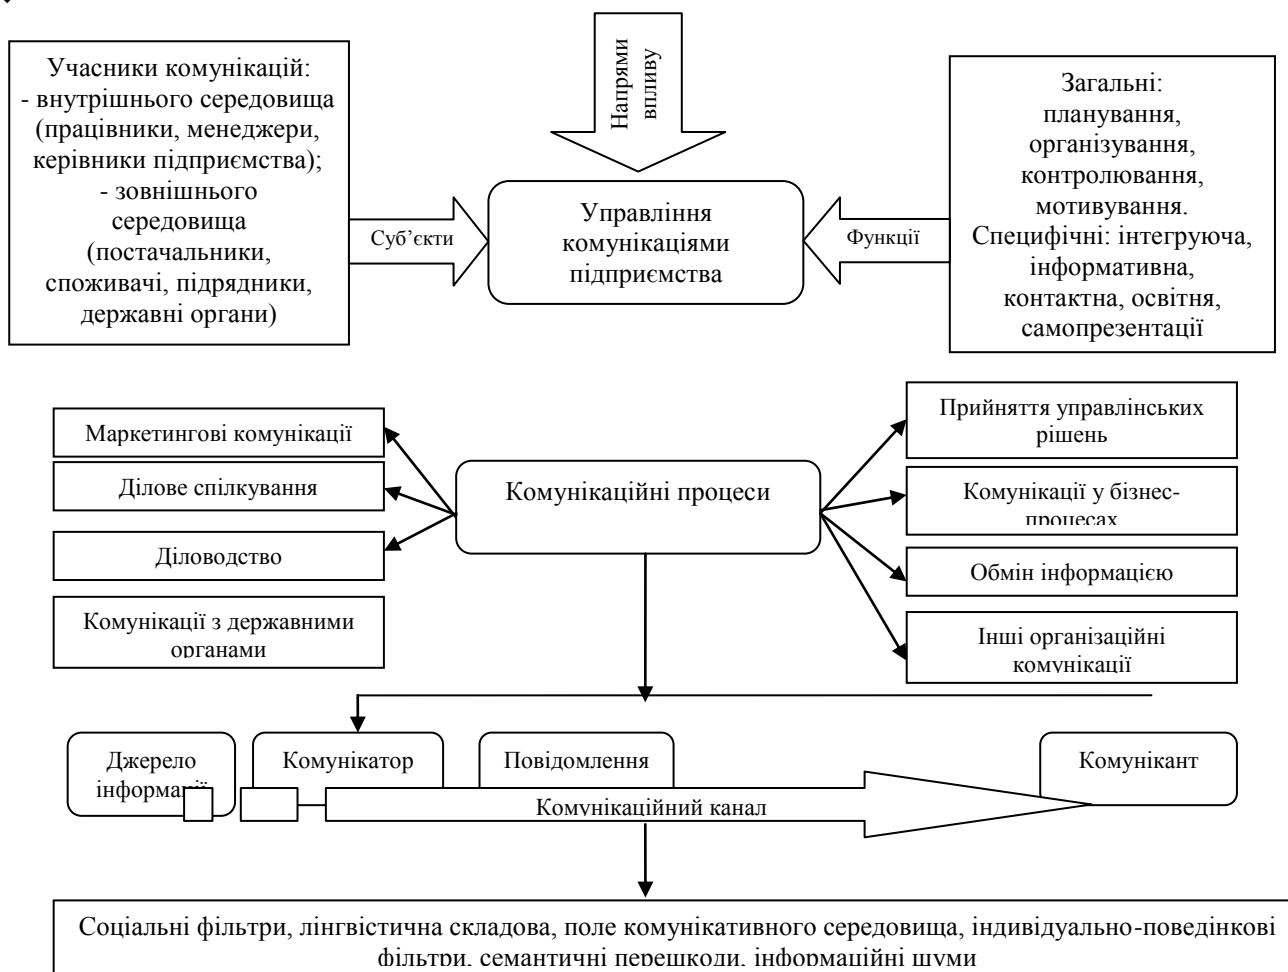 Учасники комунікацій:
- внутрішнього середовища
(працівники, менеджери,
керівники підприємства);
- зовнішнього
середовища
(постачальники,
споживачі, підрядники,
державні органи)
Суб’єкти
Напрями
впливу
Управління
комунікаціями
підприємства
Функції
Загальні:
планування,
організування,
контролювання,
мотивування.
Специфічні: інтегруюча,
інформативна,
контактна, освітня,
самопрезентації
Маркетингові комунікації
Ділове спілкування
Діловодство
Комунікації з державними
органами
Комунікаційні процеси
Прийняття управлінських
рішень
Комунікації у бізнес-
процесах
Обмін інформацією
Інші організаційні
комунікації
Джерело
інформації
Комунікатор
Повідомлення
Комунікант
Комунікаційний канал
Соціальні фільтри, лінгвістична складова, поле комунікативного середовища, індивідуально-поведінкові
фільтри, семантичні перешкоди, інформаційні шуми